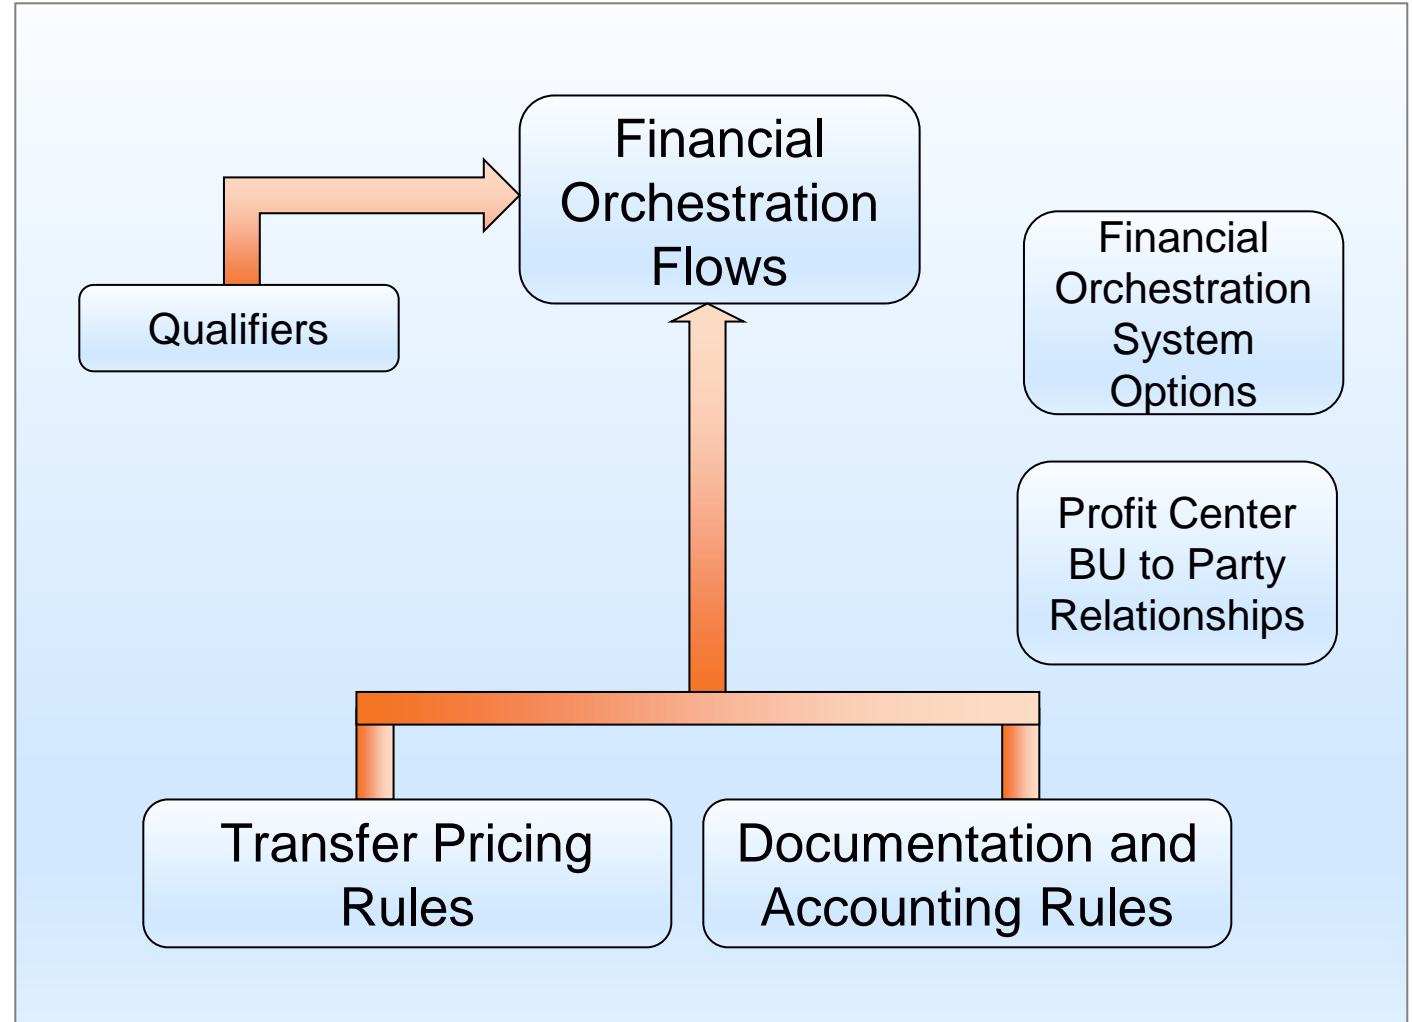 Financial
Orchestration
Flows
Qualifiers
Financial
Orchestration
System
Options
Profit Center
BU to Party
Relationships
Transfer Pricing
Rules
Documentation and
Accounting Rules